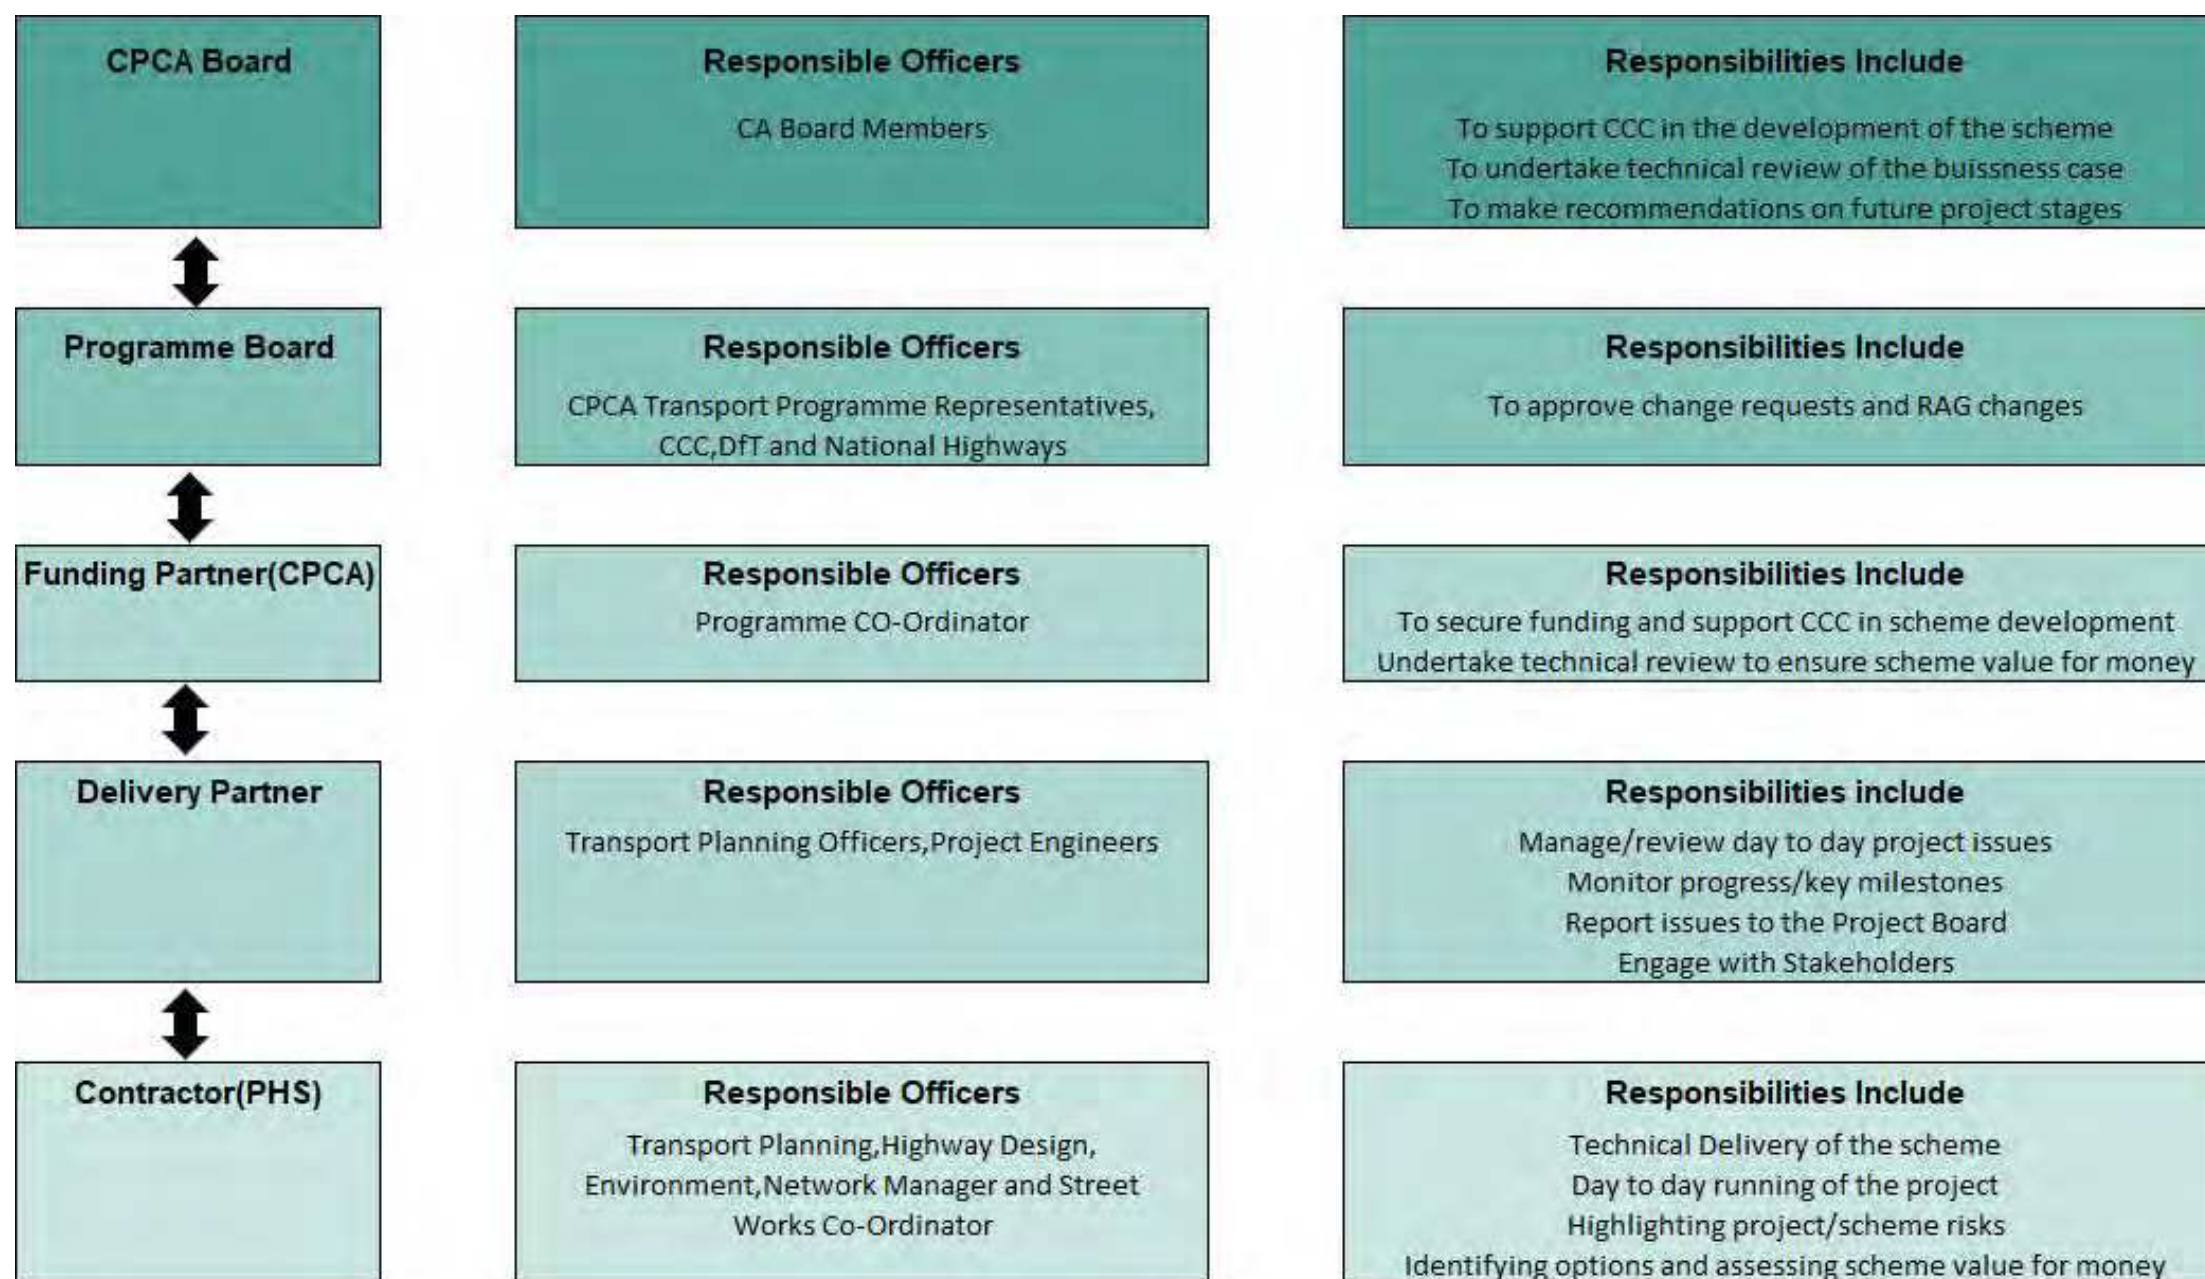 CPCA Board
Responsible Officers
CA Board Members
Responsibilities Include
To support CCC in the development of the scheme
To undertake technical review of the buissness case
To make recommendations on future project stages
Programme Board
Responsible Officers
CPCA Transport Programme Representatives,
CCC,DfT and National Highways
Responsibilities Include
To approve change requests and RAG changes
Funding Partner(CPCA)
Responsible Officers
Programme CO-Ordinator
Responsibilities Include
To secure funding and support CCC in scheme development
Undertake technical review to ensure scheme value for money
Delivery Partner
Responsible Officers
Transport Planning Officers,Project Engineers
Responsibilities include
Manage/review day to day project issues
Monitor progress/key milestones
Report issues to the Project Board
Engage with Stakeholders
Contractor(PHS)
Responsible Officers
Transport Planning,Highway Design,
Environment,Network Manager and Street
Works Co-Ordinator
Responsibilities Include
Technical Delivery of the scheme
Day to day running of the project
Highlighting project/scheme risks
Identifying options and assessing scheme value for money